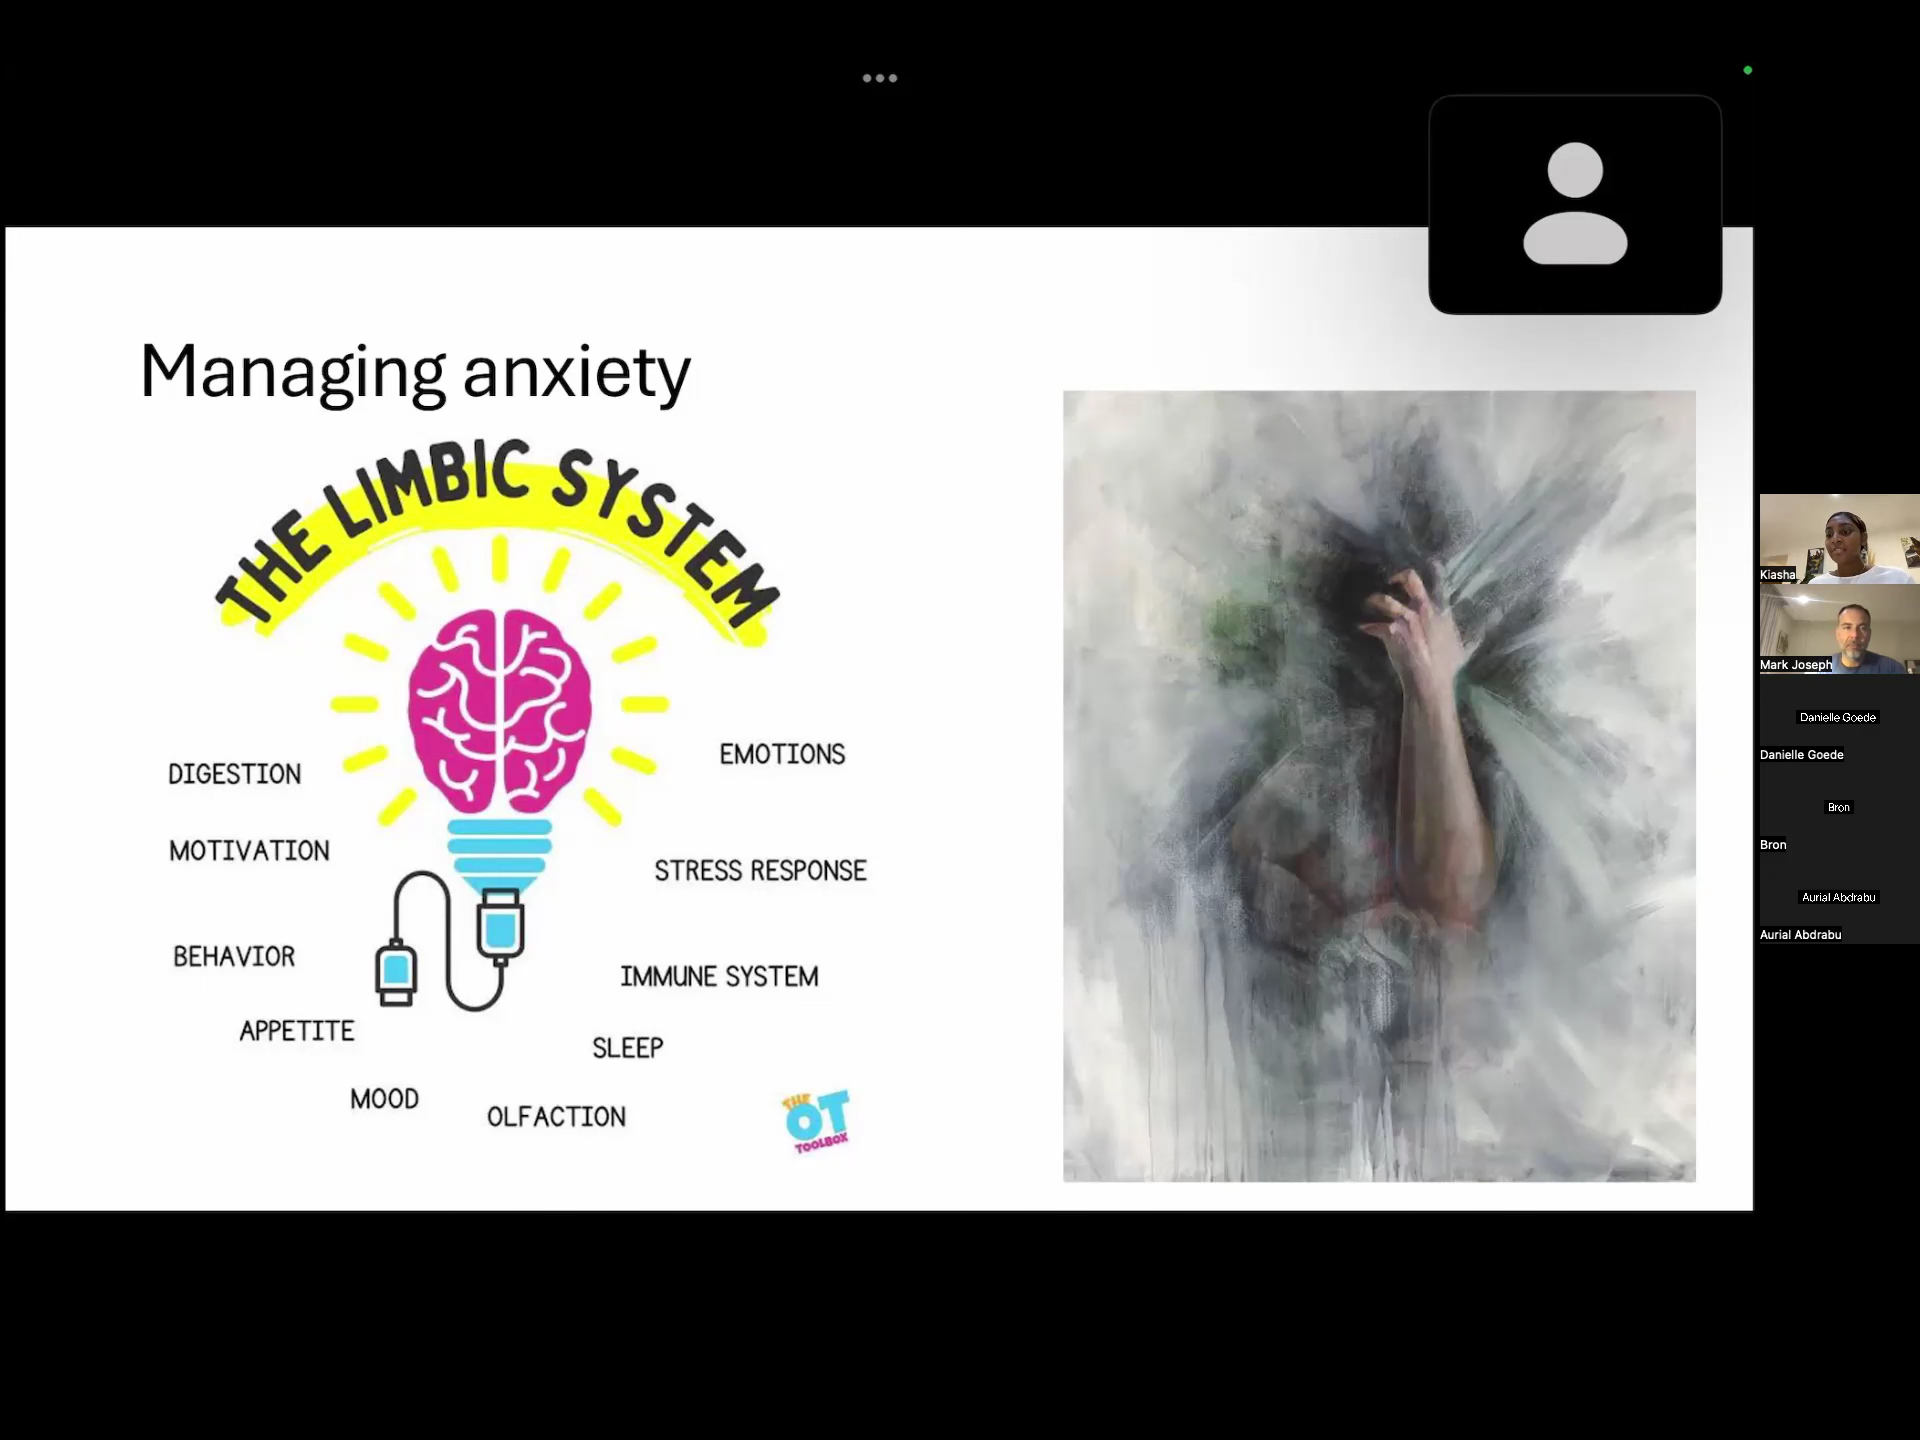 Managing anxiety
THE LIMBIC SYSTEM
DIGESTION
EMOTIONS
MOTIVATION
STRESS RESPONSE
BEHAVIOR
IMMUNE SYSTEM
APPETITE
SLEEP
MOOD
OLFACTION
THE
OT
TOOLBOX
Kiasha
Mark Joseph
Danielle Goede
Danielle Goede
Bron
Bron
Aurial Abdrabu
Aurial Abdrabu